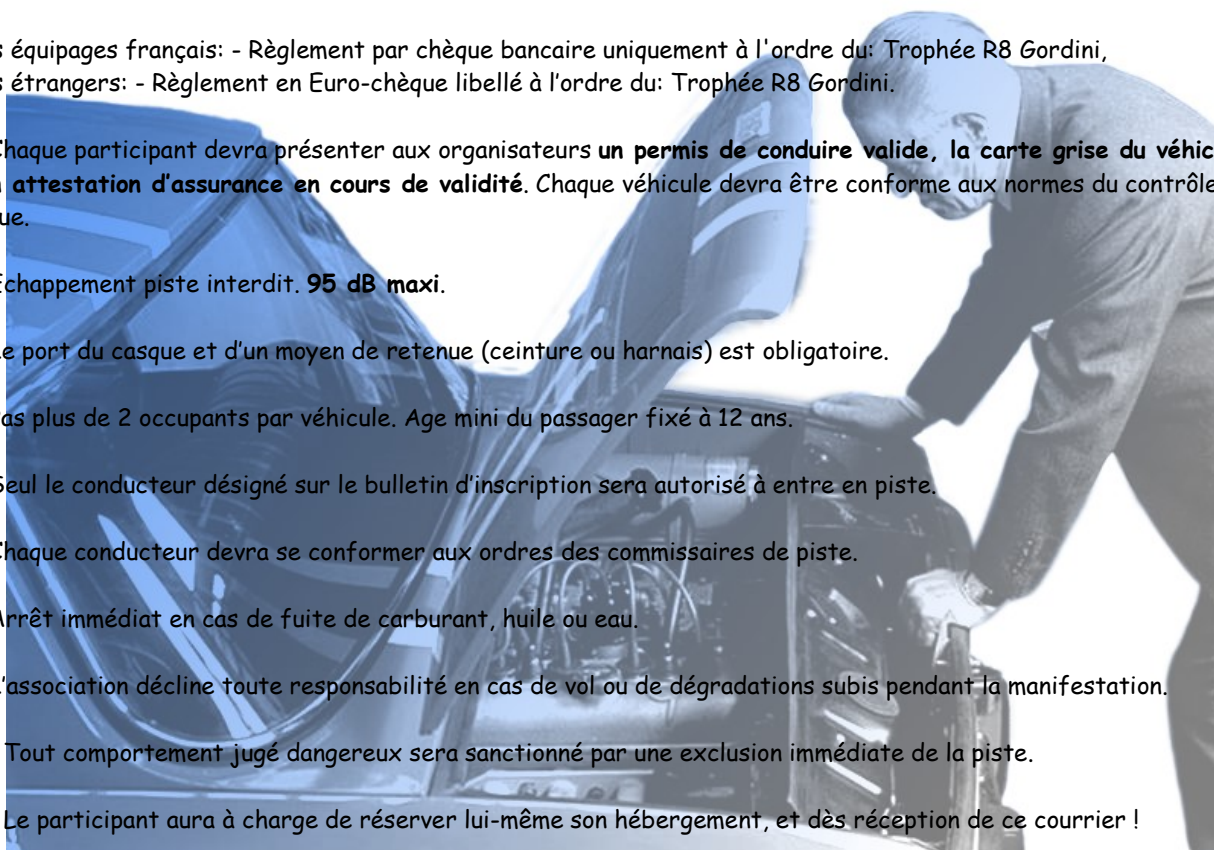 s équipages français: - Règlement par chèque bancaire uniquement à l'ordre du: Trophée R8 Gordini,
s étrangers: - Règlement en Euro-chèque libellé à l'ordre du: Trophée R8 Gordini.
Chaque participant devra présenter aux organisateurs un permis de conduire valide, la carte grise du véhic
attestation d'assurance en cours de validité. Chaque véhicule devra être conforme aux normes du contrôle
ue.
Echappement piste interdit. 95 dB maxi.
Le port du casque et d'un moyen de retenue (ceinture ou harnais) est obligatoire.
as plus de 2 occupants par véhicule. Age mini du passager fixé à 12 ans.
Seul le conducteur désigné sur le bulletin d'inscription sera autorisé à entre en piste.
Chaque conducteur devra se conformer aux ordres des commissaires de piste.
Arrêt immédiat en cas de fuite de carburant, huile ou eau.
L'association décline toute responsabilité en cas de vol ou de dégradations subis pendant la manifestation.
Tout comportement jugé dangereux sera sanctionné par une exclusion immédiate de la piste.
Le participant aura à charge de réserver lui-même son hébergement, et dès réception de ce courrier !